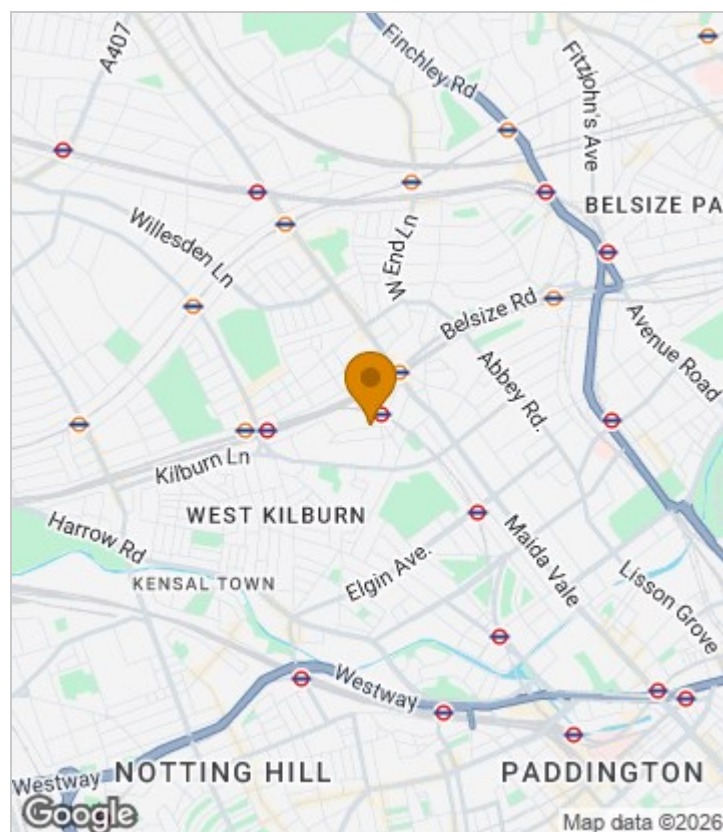 A407
Finchley Rd
Fitzjohn's Ave
BELSIZE PA
Willesden Ln
W End Ln
Belsize Rd
Avenue Road
Abbey Rd.
Kilburn Ln
WEST KILBURN
Harrow Rd
Maida Vale
KENSAL TOWN
Elgin Ave.
Lisson Grove
Westway
Westway
NOTTING HILL
PADDINGTON
Google
Map data ©2026